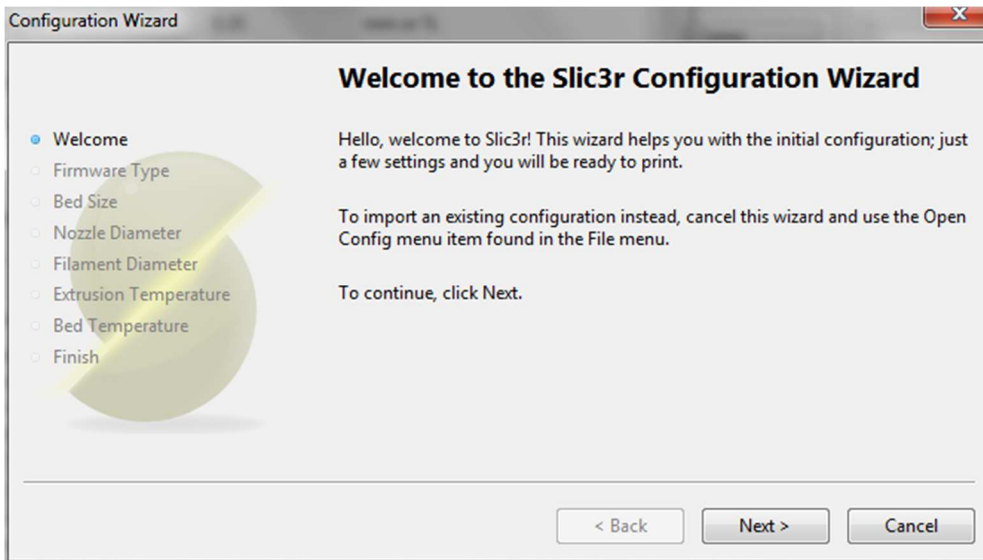 Configuration Wizard
Welcome to the Slic3r Configuration Wizard
Welcome
Firmware Type
Bed Size
Nozzle Diameter
Filament Diameter
Extrusion Temperature
Bed Temperature
Finish
Hello, welcome to Slic3r! This wizard helps you with the initial configuration; just
a few settings and you will be ready to print.
To import an existing configuration instead, cancel this wizard and use the Open
Config menu item found in the File menu.
To continue, click Next.
< Back
Next >
Cancel